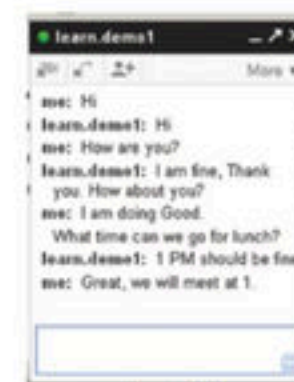 learn.demo1
More
me: Hi
learn.demo1: Hi
me: How are you?
learn.demo1: I am fine, Thank
you. How about you?
me: I am doing Good.
What time can we go for lunch?
learn.demo1: 1 PM should be fine
me: Great, we will meet at 1.